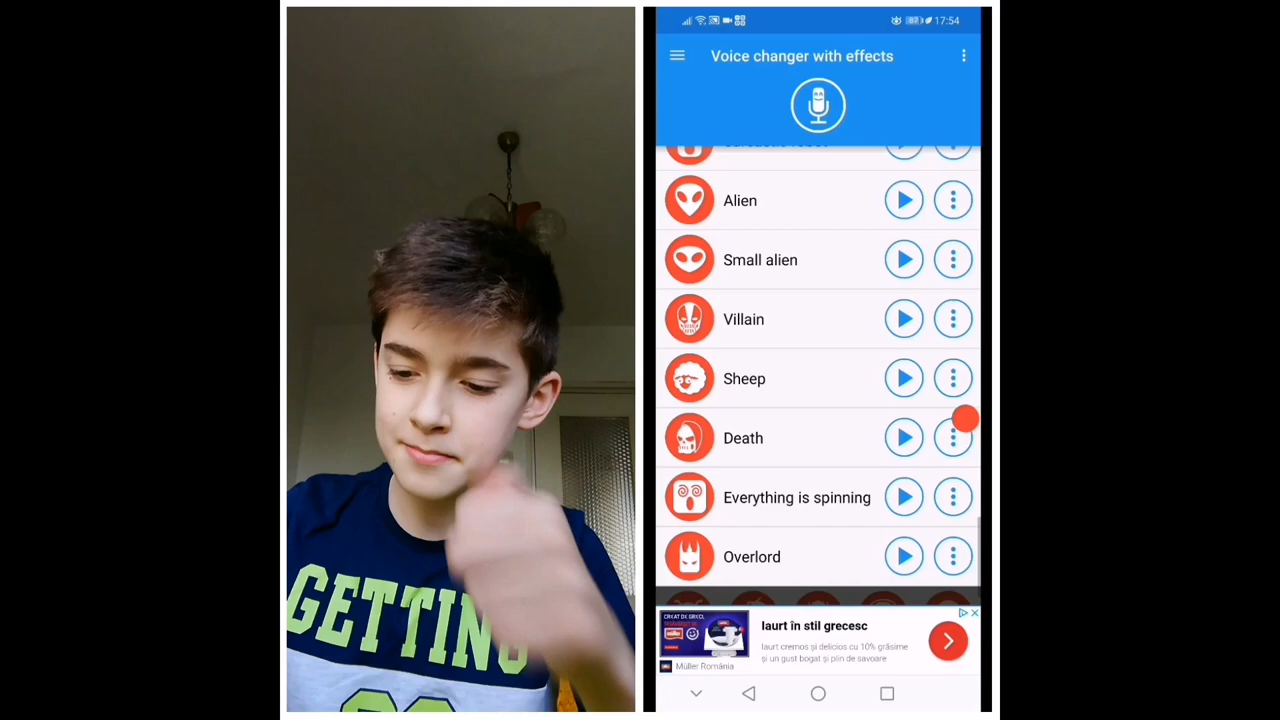 GETTING
17:54
Voice changer with effects
Alien
Small alien
Villain
Sheep
Death
Everything is spinning
Overlord
Iaurt în stil grecesc
Iaurt cremos și delicios cu 10% grăsime
și un gust bogat și plin de savoare
Müller România